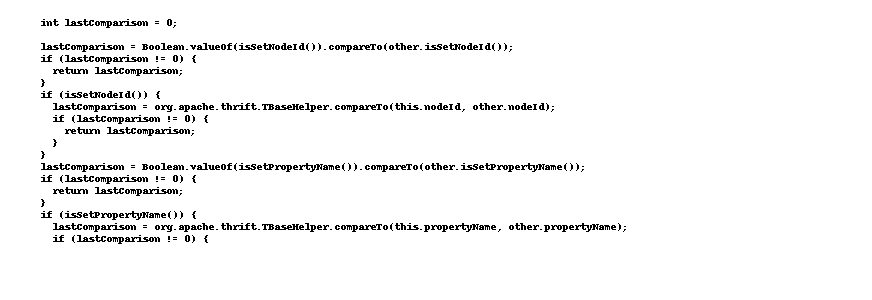 int lastComparison = 0;
lastComparison = Boolean.valueOf(isSetNodeId()).compareTo(other.isSetNodeId());
if (lastComparison != 0) {
return lastComparison;
}
if (isSetNodeId()) {
lastComparison = org.apache.thrift.TBaseHelper.compareTo(this.nodeId, other.nodeId);
if (lastComparison != 0) {
return lastComparison;
}
}
lastComparison = Boolean.valueOf(isSetPropertyName()).compareTo(other.isSetPropertyName());
if (lastComparison != 0) {
return lastComparison;
}
if (isSetPropertyName()) {
lastComparison = org.apache.thrift.TBaseHelper.compareTo(this.propertyName, other.propertyName);
if (lastComparison != 0) {